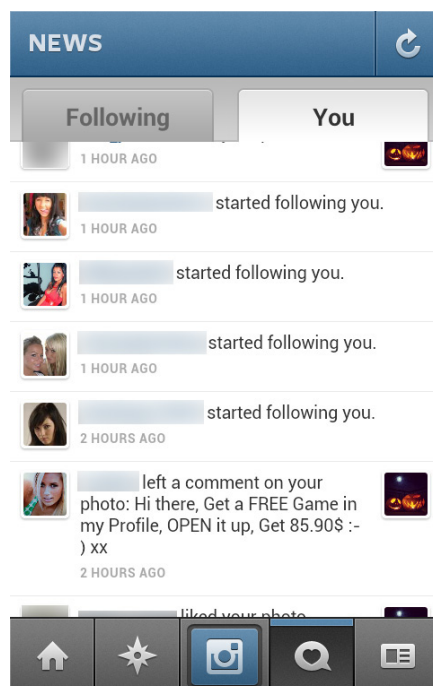 NEWS
Following
You
1 HOUR AGO
started following you.
1 HOUR AGO
started following you.
1 HOUR AGO
started following you.
1 HOUR AGO
started following you.
2 HOURS AGO
left a comment on your
photo: Hi there, Get a FREE Game in
my Profile, OPEN it up, Get 85.90$ :-
) xx
2 HOURS AGO
liked your photo